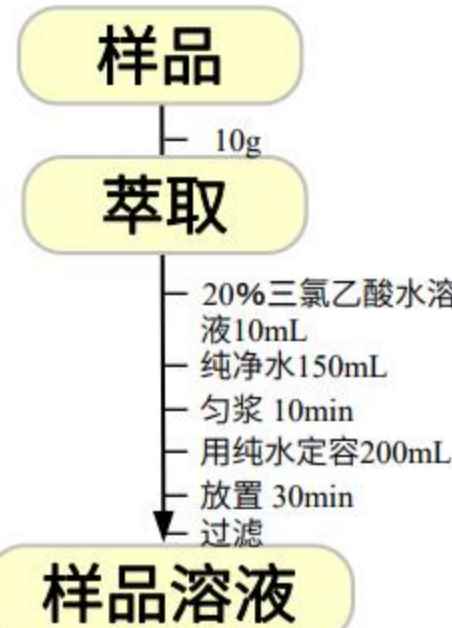 样品
10g
萃取
20%三氯乙酸水溶
液10mL
纯净水150mL
匀浆 10min
用纯水定容200mL
放置 30min
过滤
样品溶液